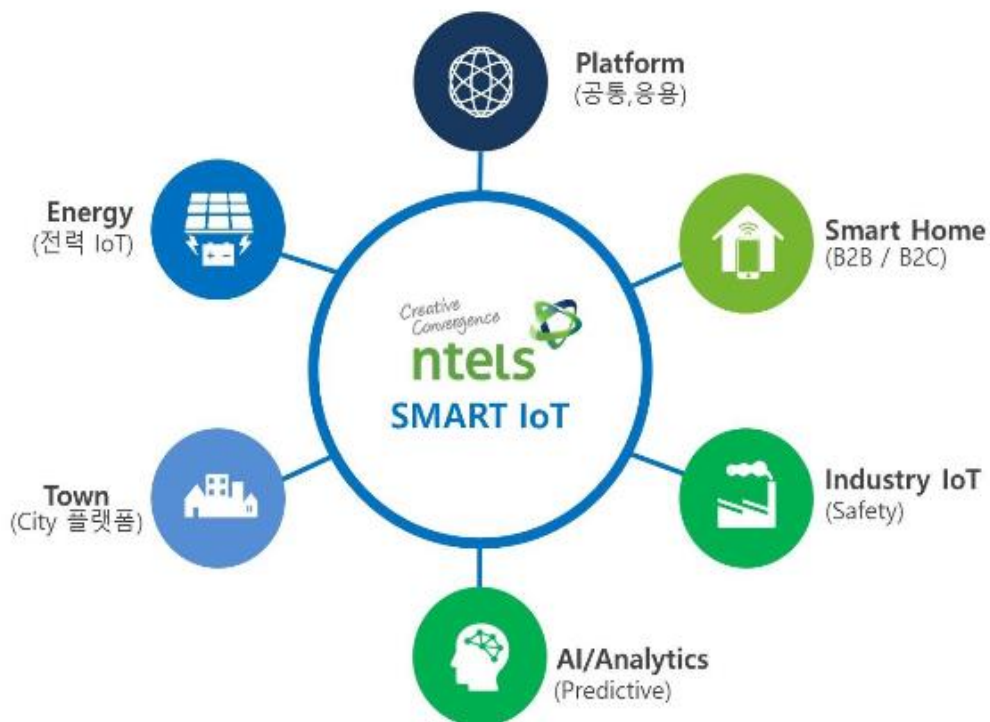 Platform
(공통,응용)
Energy
(전력 IoT)
Smart Home
(B2B / B2C)
Creative
Convergence
ntels
SMART IoT
Town
(City 플랫폼)
Industry IoT
(Safety)
AI/Analytics
(Predictive)